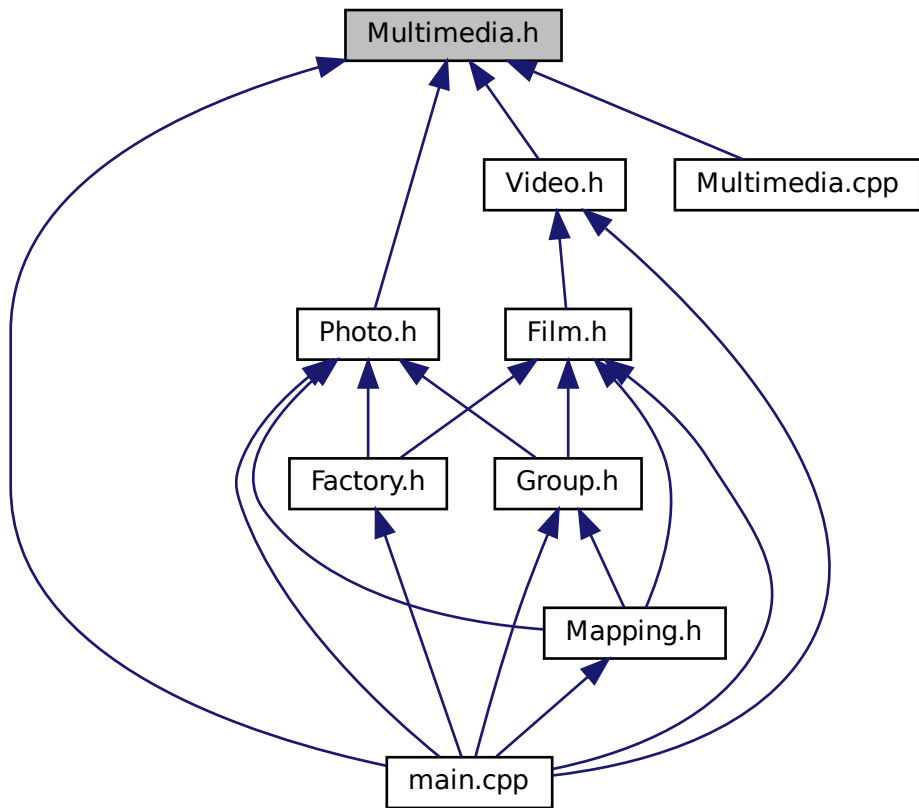 Multimedia.h
Video.h
Multimedia.cpp
Photo.h
Film.h
Factory.h
Group.h
Mapping.h
main.cpp